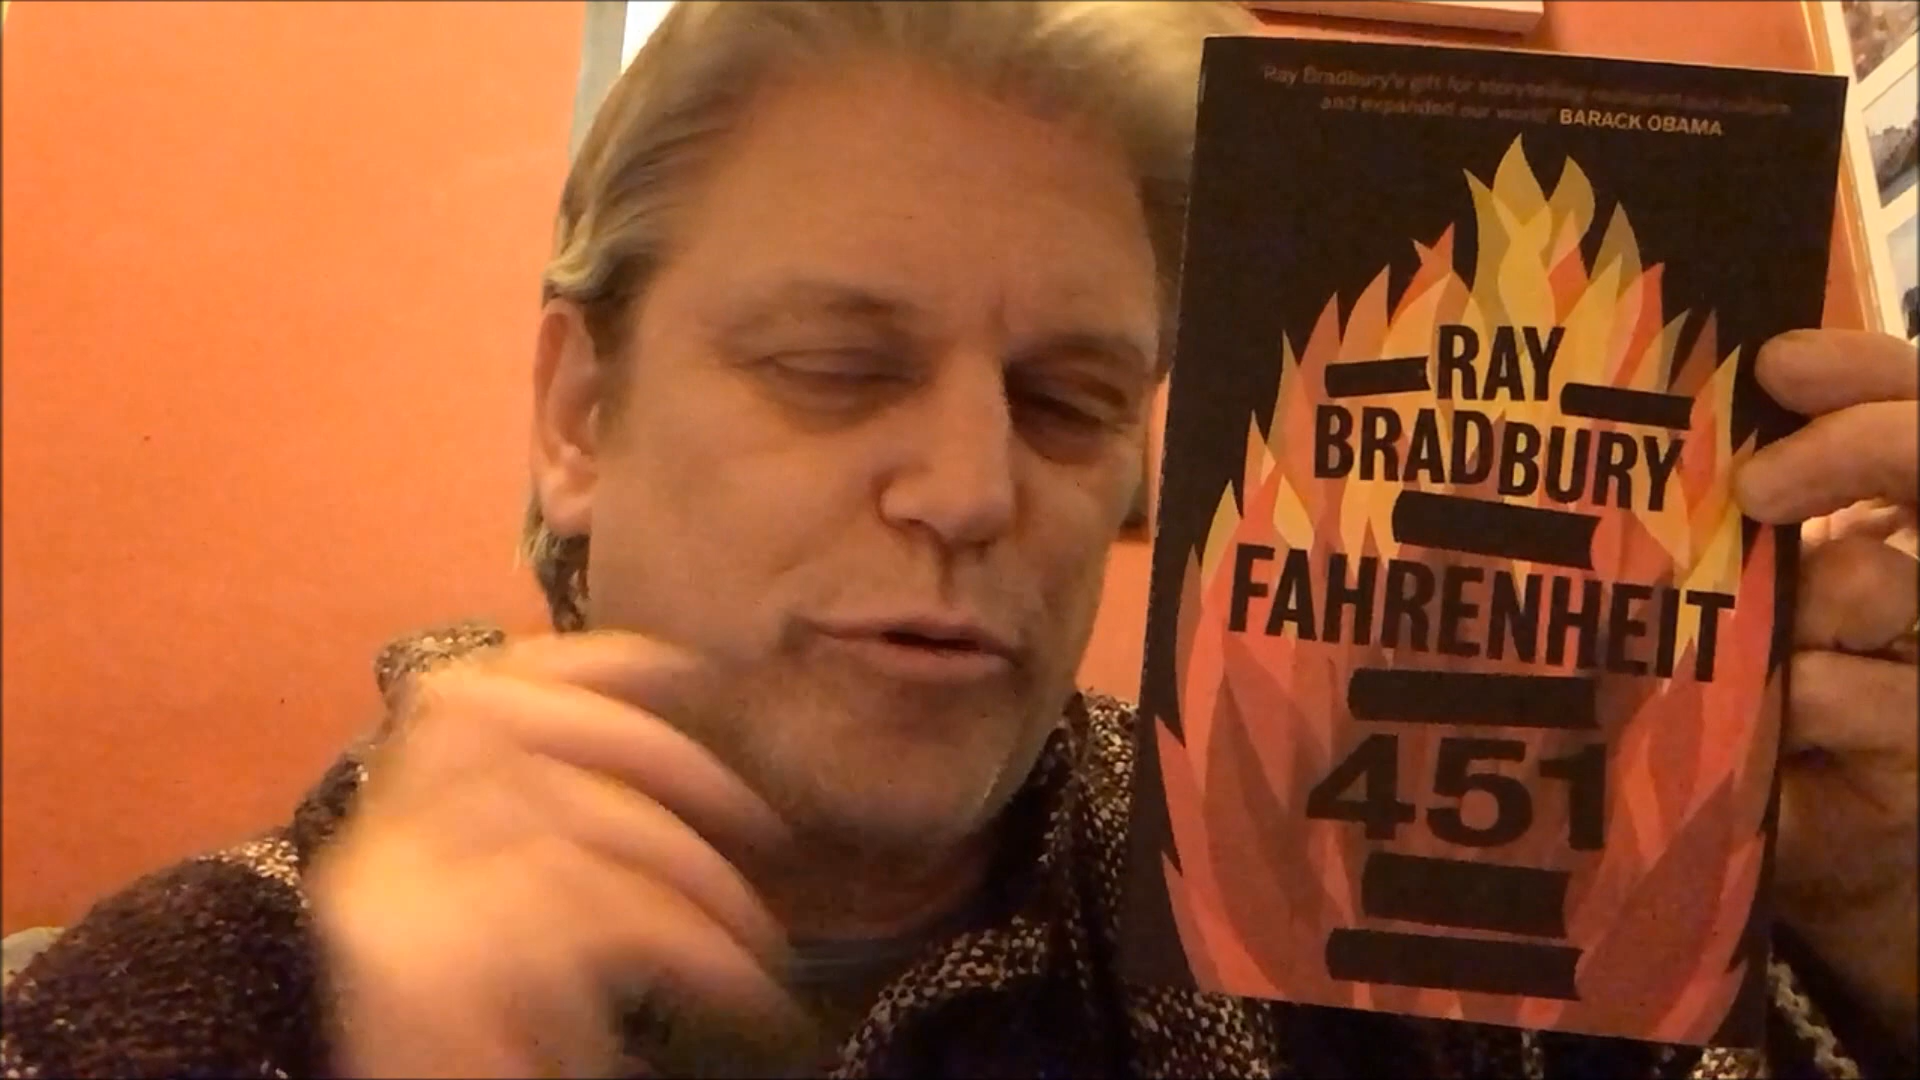 'Ray Bradbury's gift for storytelling
and expanded our world' BARACK OBAMA
RAY
BRADBURY
FAHRENHEIT
451